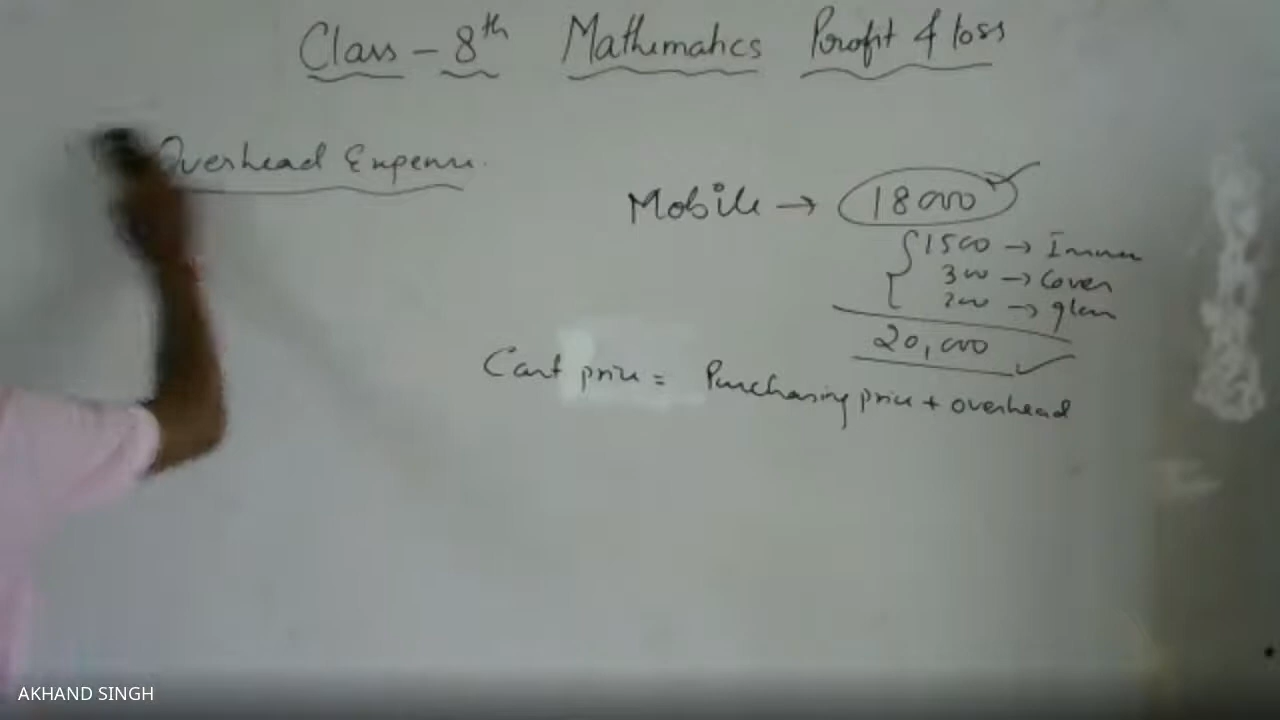 Class - 8th Mathematics Profit & loss
Overhead Expense.
Mobile → 18000
1500 →
300 → Cover
200 → glass
20,000
Cost price = Purchasing price + overhead
AKHAND SINGH